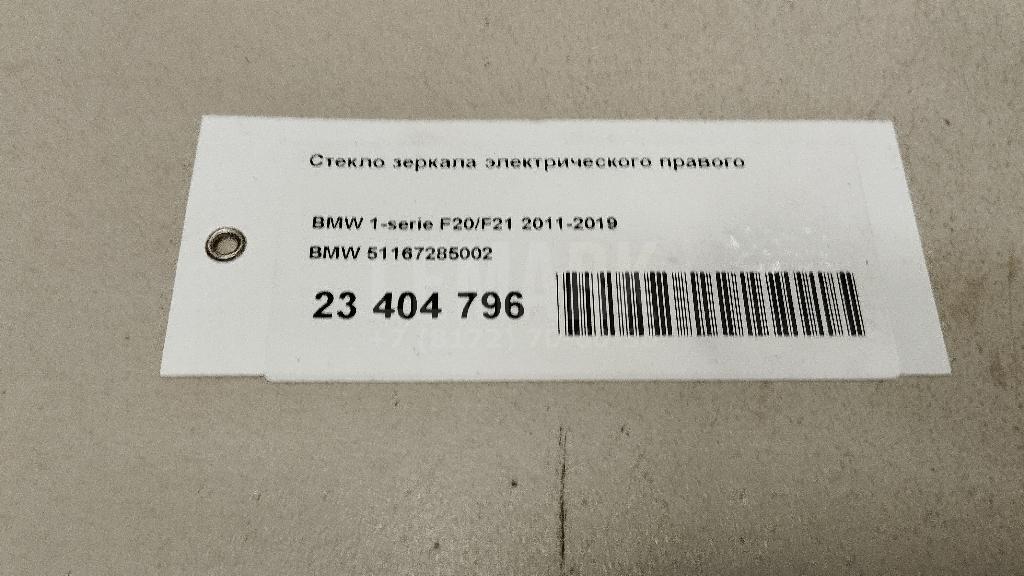 Стекло зеркала электрического правого
BMW 1-serie F20/F21 2011-2019
BMW 51167285002
23 404 796